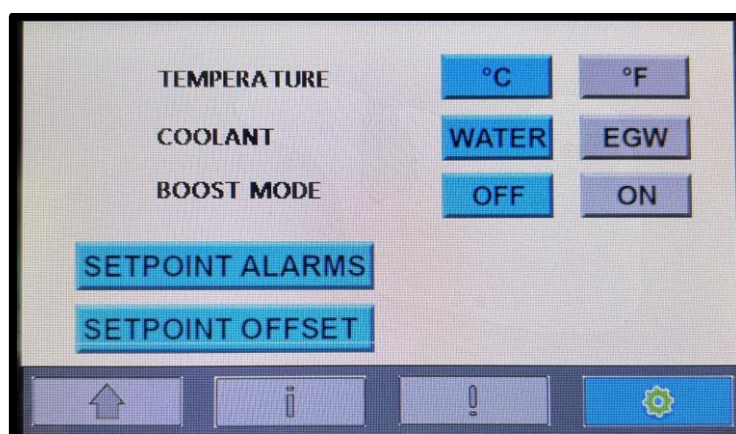 TEMPERATURE °C °F
COOLANT WATER EGW
BOOST MODE OFF ON
SETPOINT ALARMS
SETPOINT OFFSET
i !